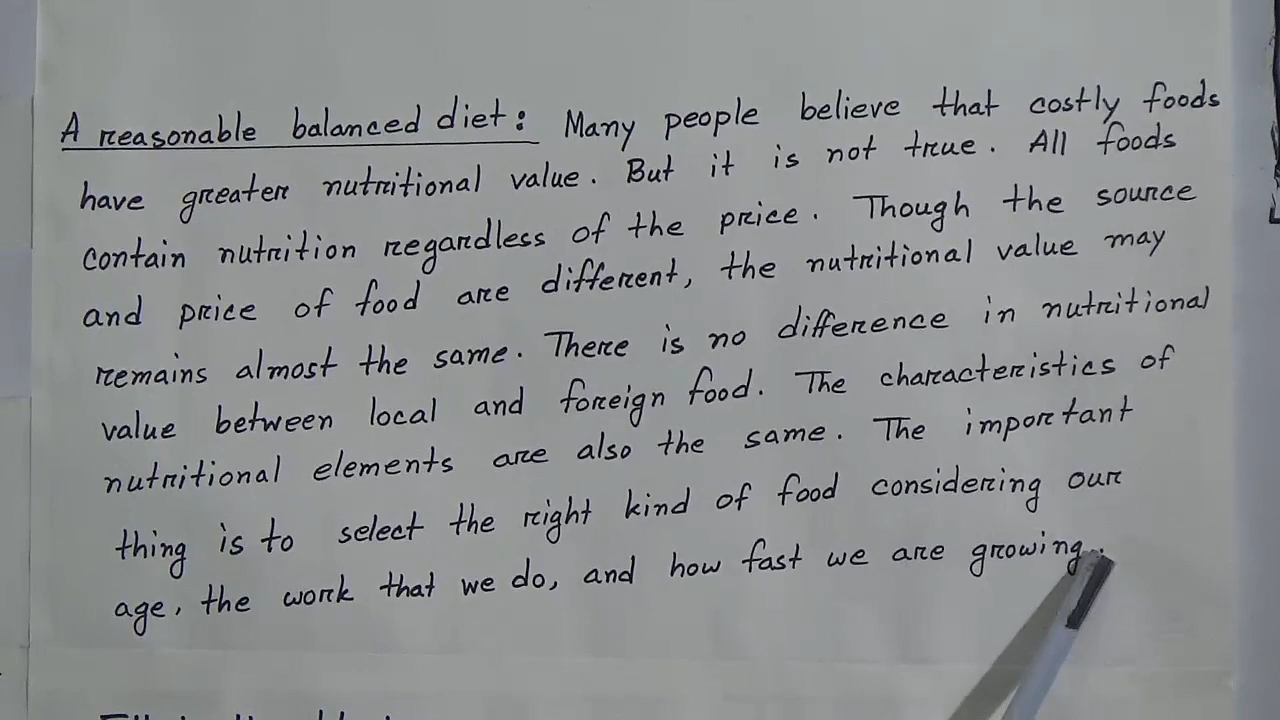 A reasonable balanced diet: Many people believe that costly foods
have greater nutritional value. But it is not true. All foods
contain nutrition regardless of the price. Though the source
and price of food are different, the nutritional value may
remains almost the same. There is no difference in nutritional
value between local and foreign food. The characteristics of
nutritional elements are also the same. The important
thing is to select the right kind of food considering our
age, the work that we do, and how fast we are growing.